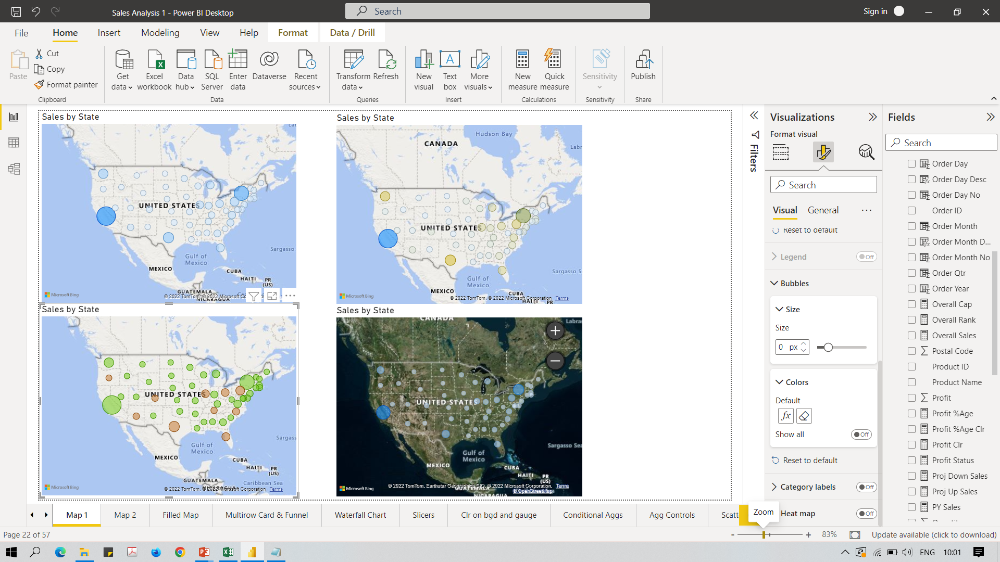 Sales Analysis 1 - Power BI Desktop
Search
Sign in
File Home Insert Modeling View Help Format Data / Drill
Paste
Cut
Copy
Format painter
Clipboard
Get data
Excel workbook
Data hub
SQL Server
Enter data
Dataverse
Recent sources
Data
Transform data
Refresh
Queries
New visual
Text box
More visuals
Insert
New measure
Quick measure
Calculations
Sensitivity
Sensitivity
Publish
Share
Sales by State
UNITED STATES
Sargasso
Gulf of
Mexico
MEXICO
CUBA
HAITI
PR
(US)
GUATEMALA
NICARAGUA
Microsoft Bing
© 2022 TomTom, © 2022 Microsoft
Sales by State
Hudson Bay
CANADA
Labr
UNITED STATES
Sargasso S
Gulf of
Mexico
MEXICO
CUBA
HAITI
PR
Microsoft Bing
© 2022 TomTom, © 2022 Microsoft Corporation Terms
Sales by State
UNITED STATES
Sargass
Gulf of
Mexico
MEXICO
CUBA
HAITI
PR
(US)
GUATEMALA
Caribbean Sea
Microsoft Bing
© 2022 TomTom, © 2022 Microsoft Corporation Terms
Sales by State
CANADA
Labra
UNITED STATES
Sargasso Sea
Gulf of
Mexico
MEXICO
CUBA
HAITI
PR
(US)
GUATEMALA
NICARAGUA
Microsoft Bing
© 2022 TomTom, Earthstar Geographics SIO, © 2022 Microsoft Corporation, Terms
© OpenStreetMap
Filters
Visualizations
Format visual
Search
Visual General
Reset to default
Legend Off
Bubbles
Size
Size
0 px
Colors
Default
fx
Show all Off
Reset to default
Category labels Off
Heat map Off
Fields
Search
Order Day
Order Day Desc
Order Day No
Order ID
Order Month
Order Month D...
Order Month No
Order Qtr
Order Year
Overall Cap
Overall Rank
Overall Sales
Postal Code
Product ID
Product Name
Profit
Profit %Age
Profit %Age Clr
Profit Clr
Profit Status
Proj Down Sales
Proj Up Sales
PY Sales
Map 1 Map 2 Filled Map Multirow Card & Funnel Waterfall Chart Slicers Clr on bgd and gauge Conditional Aggs Agg Controls Scatt
Zoom
Page 22 of 57
- + 83%
Update available (click to download)
ENG 10:01